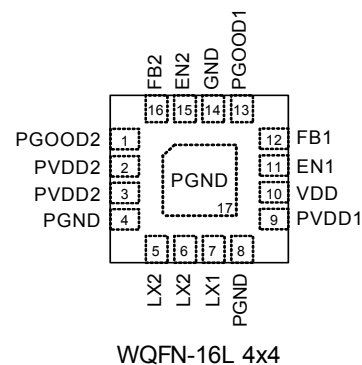 FB2
EN2
GND
PGOOD1
16
15
14
13
PGOOD2
1
12
FB1
PVDD2
2
11
EN1
PVDD2
3
PGND
10
VDD
PGND
4
17
9
PVDD1
5
6
7
8
LX2
LX2
LX1
PGND
WQFN-16L 4x4